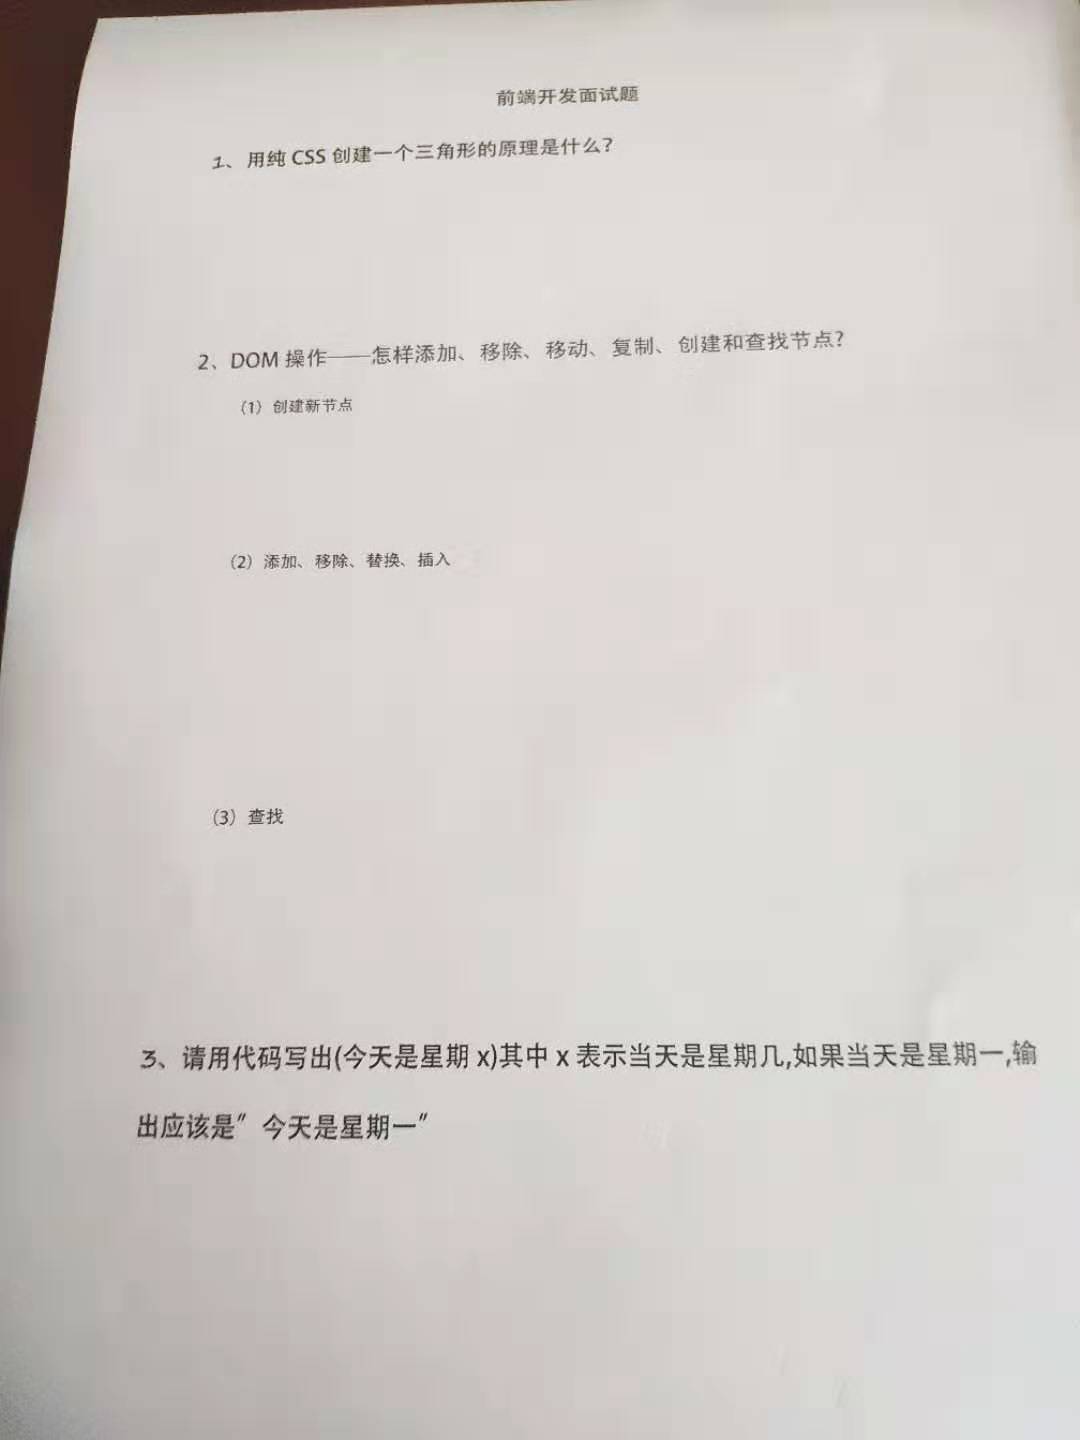 前端开发面试题
1、用纯 CSS 创建一个三角形的原理是什么?
2、DOM 操作——怎样添加、移除、移动、复制、创建和查找节点?
（1）创建新节点
（2）添加、移除、替换、插入
（3）查找
3、请用代码写出(今天是星期 x)其中 x 表示当天是星期几,如果当天是星期一,输
出应该是”今天是星期一”